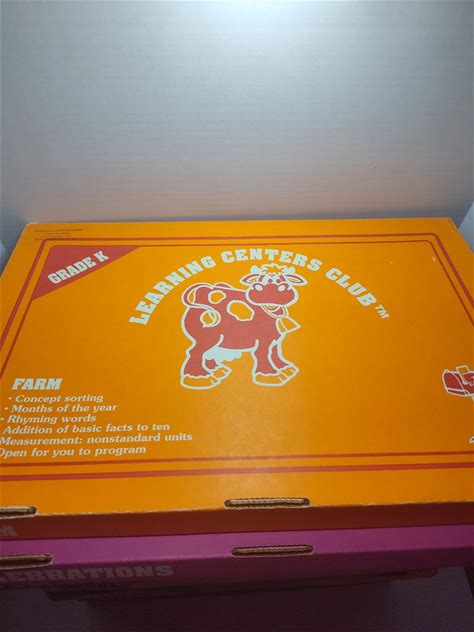 GRADE K
LEARNING CENTERS CLUB™
FARM
• Concept sorting
• Months of the year
• Rhyming words
Addition of basic facts to ten
Measurement: nonstandard units
Open for you to program
M
LEBRATIONS